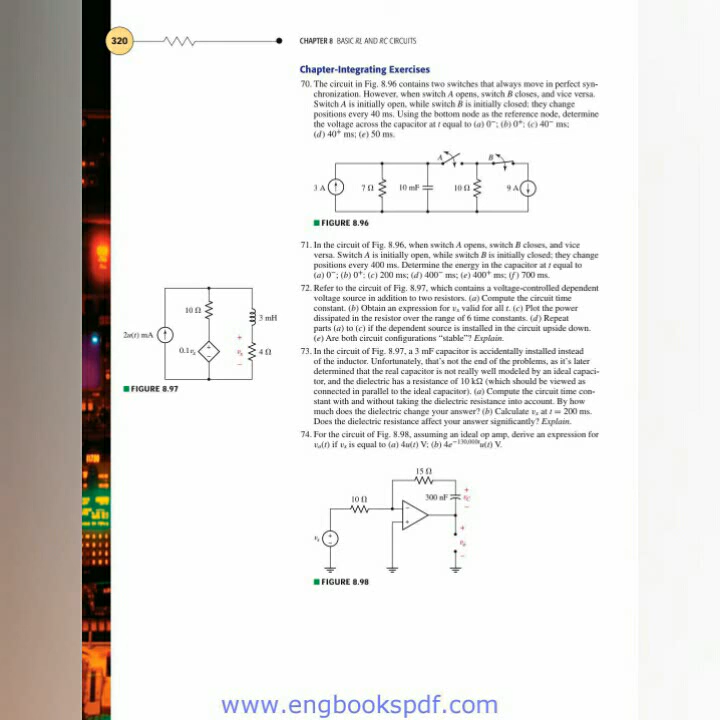 320
CHAPTER 8 BASIC RL AND RC CIRCUITS
Chapter-Integrating Exercises
70. The circuit in Fig. 8.96 contains two switches that always move in perfect syn-
chronization. However, when switch A opens, switch B closes, and vice versa.
Switch A is initially open, while switch B is initially closed; they change
positions every 40 ms. Using the bottom node as the reference node, determine
the voltage across the capacitor at t equal to (a) 0⁻; (b) 0⁺; (c) 40⁻ ms;
(d) 40⁺ ms; (e) 50 ms.
A B
3 A 7 Ω 10 mF 10 Ω 9 A
FIGURE 8.96
71. In the circuit of Fig. 8.96, when switch A opens, switch B closes, and vice
versa. Switch A is initially open, while switch B is initially closed; they change
positions every 400 ms. Determine the energy in the capacitor at t equal to
(a) 0⁻; (b) 0⁺; (c) 200 ms; (d) 400⁻ ms; (e) 400⁺ ms; (f) 700 ms.
72. Refer to the circuit of Fig. 8.97, which contains a voltage-controlled dependent
voltage source in addition to two resistors. (a) Compute the circuit time
constant. (b) Obtain an expression for vₓ valid for all t. (c) Plot the power
dissipated in the resistor over the range of 6 time constants. (d) Repeat
parts (a) to (c) if the dependent source is installed in the circuit upside down.
(e) Are both circuit configurations “stable”? Explain.
10 Ω
3 mH
2u(t) mA
+
0.1vₓ + − vₓ 4 Ω
−
FIGURE 8.97
73. In the circuit of Fig. 8.97, a 3 mF capacitor is accidentally installed instead
of the inductor. Unfortunately, that's not the end of the problems, as it's later
determined that the real capacitor is not really well modeled by an ideal capaci-
tor, and the dielectric has a resistance of 10 kΩ (which should be viewed as
connected in parallel to the ideal capacitor). (a) Compute the circuit time con-
stant with and without taking the dielectric resistance into account. By how
much does the dielectric change your answer? (b) Calculate vₓ at t = 200 ms.
Does the dielectric resistance affect your answer significantly? Explain.
74. For the circuit of Fig. 8.98, assuming an ideal op amp, derive an expression for
vₒ(t) if vₛ is equal to (a) 4u(t) V; (b) 4e u(t) V.
15 Ω
10 Ω
500 nF
+
−
vₛ
+
−
−
+
+
vₒ
−
FIGURE 8.98
www.engbookspdf.com